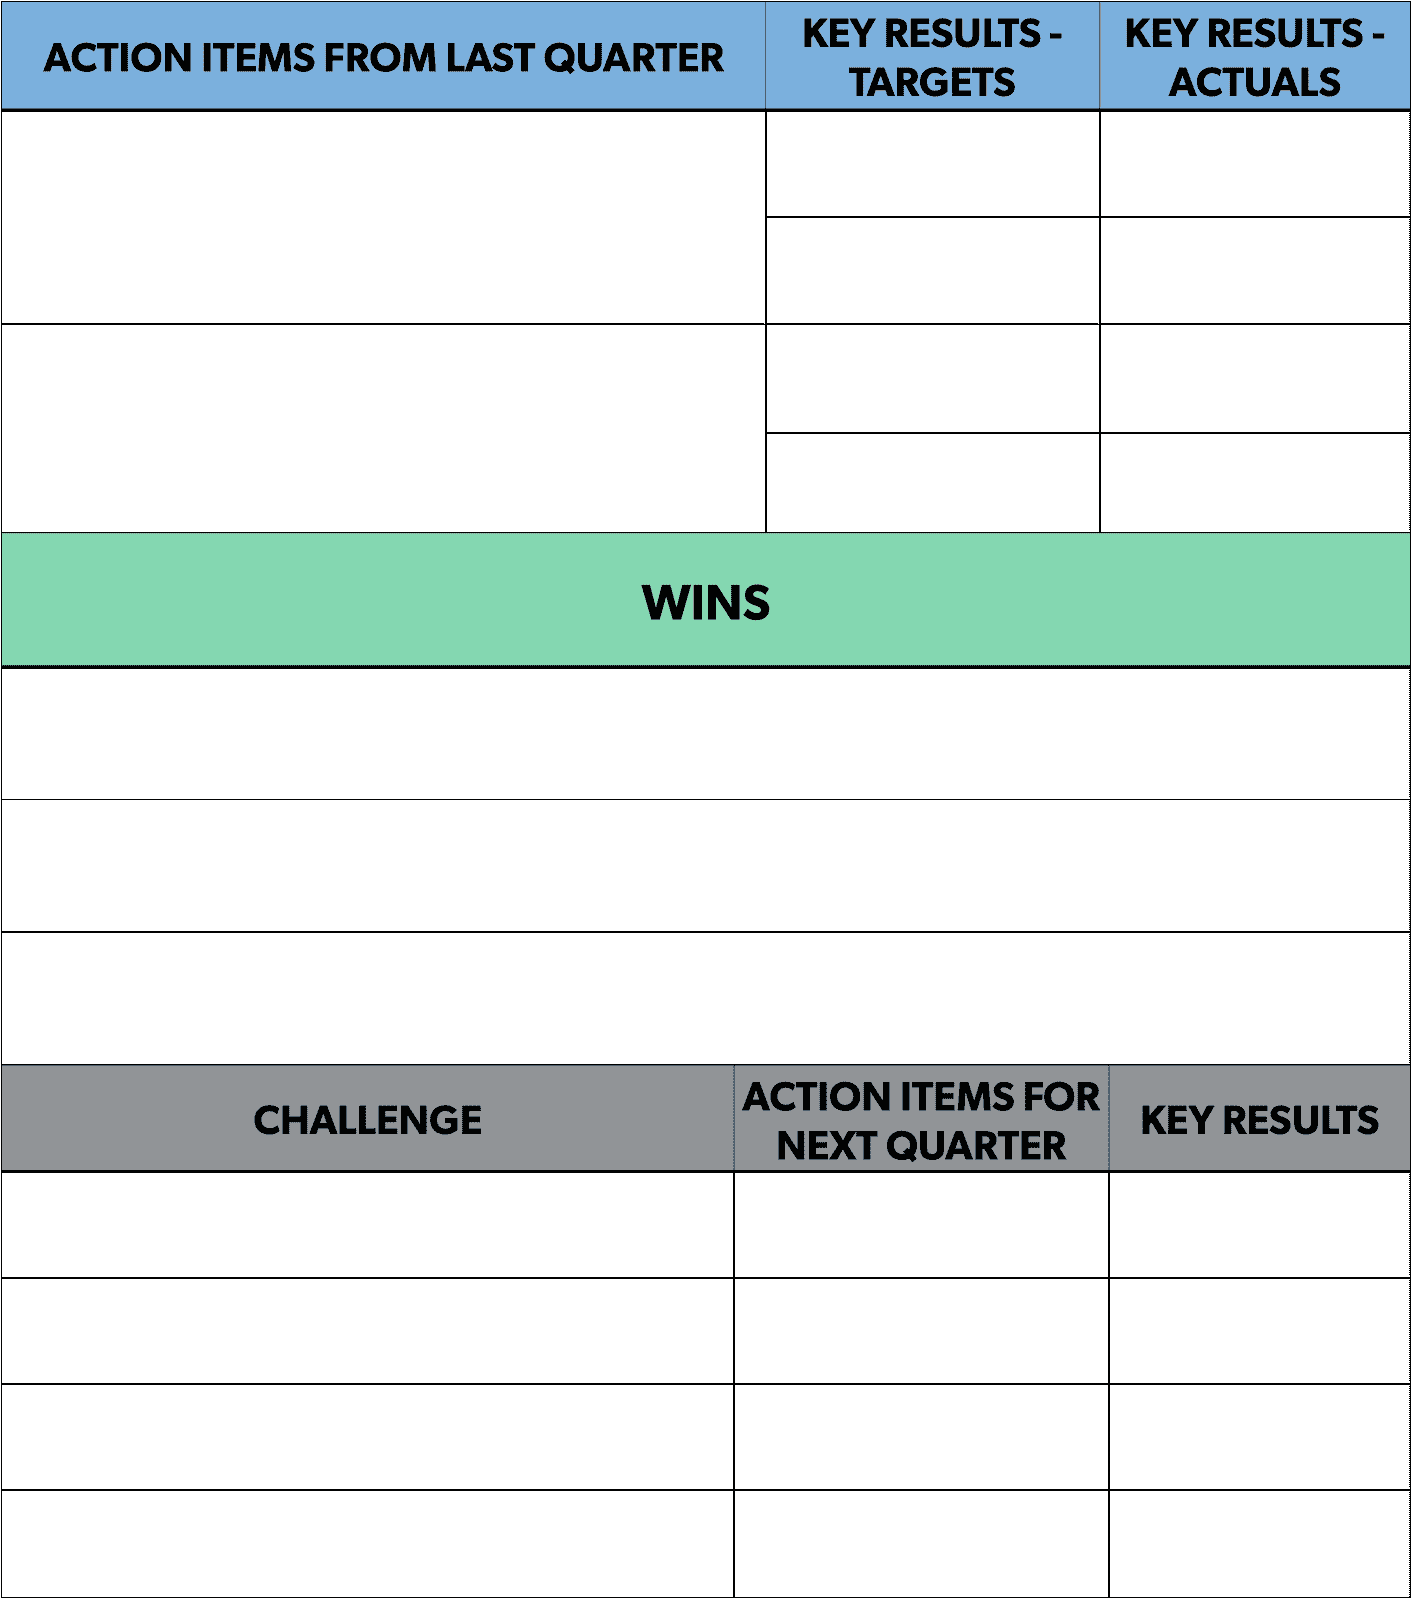 ACTION ITEMS FROM LAST QUARTER
KEY RESULTS -
TARGETS
KEY RESULTS -
ACTUALS
WINS
CHALLENGE
ACTION ITEMS FOR
NEXT QUARTER
KEY RESULTS